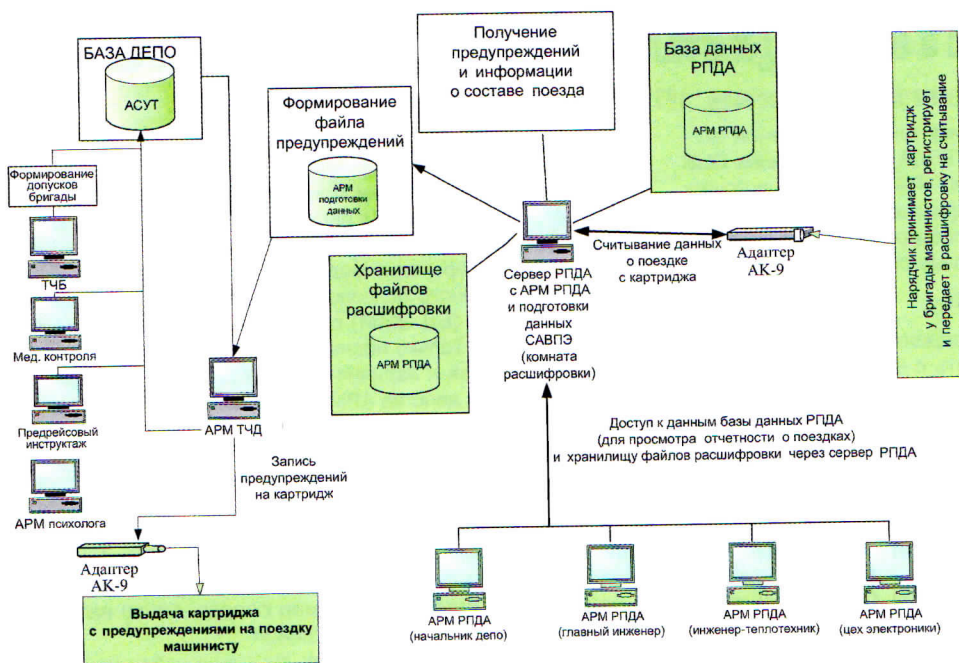 БАЗА ДЕПО
АСУТ
Формирование
допусков
бригады
ТЧБ
Мед. контроля
Предрейсовый
инструктаж
АРМ психолога
Формирование
файла
предупреждений
АРМ
подготовки
данных
АРМ ТЧД
Запись
предупреждений
на картридж
Адаптер
АК-9
Выдача картриджа
с предупреждениями на поездку
машинисту
Получение
предупреждений
и информации
о составе поезда
База данных
РПДА
АРМ РПДА
Хранилище
файлов
расшифровки
АРМ РПДА
Сервер РПДА
с АРМ РПДА
и подготовки
данных
САВПЭ
(комната
расшифровки)
Считывание данных
о поездке
с картриджа
Адаптер
АК-9
Нарядчик принимает картридж
у бригады машинистов, регистрирует
и передает в расшифровку на считывание
Доступ к данным базы данных РПДА
(для просмотра отчетности о поездках)
и хранилищу файлов расшифровки через сервер РПДА
АРМ РПДА
(начальник депо)
АРМ РПДА
(главный инженер)
АРМ РПДА
(инженер-теплотехник)
АРМ РПДА
(цех электроники)